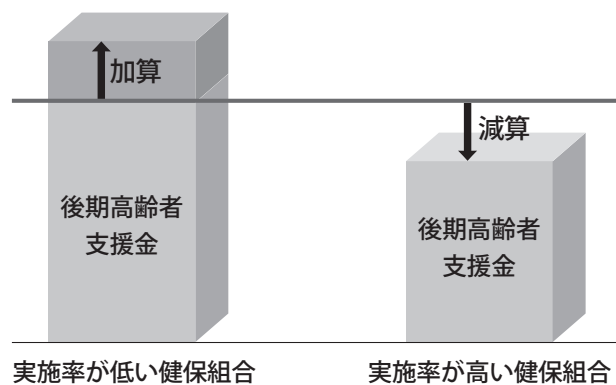 加算
減算
後期高齢者
支援金
後期高齢者
支援金
実施率が低い健保組合
実施率が高い健保組合